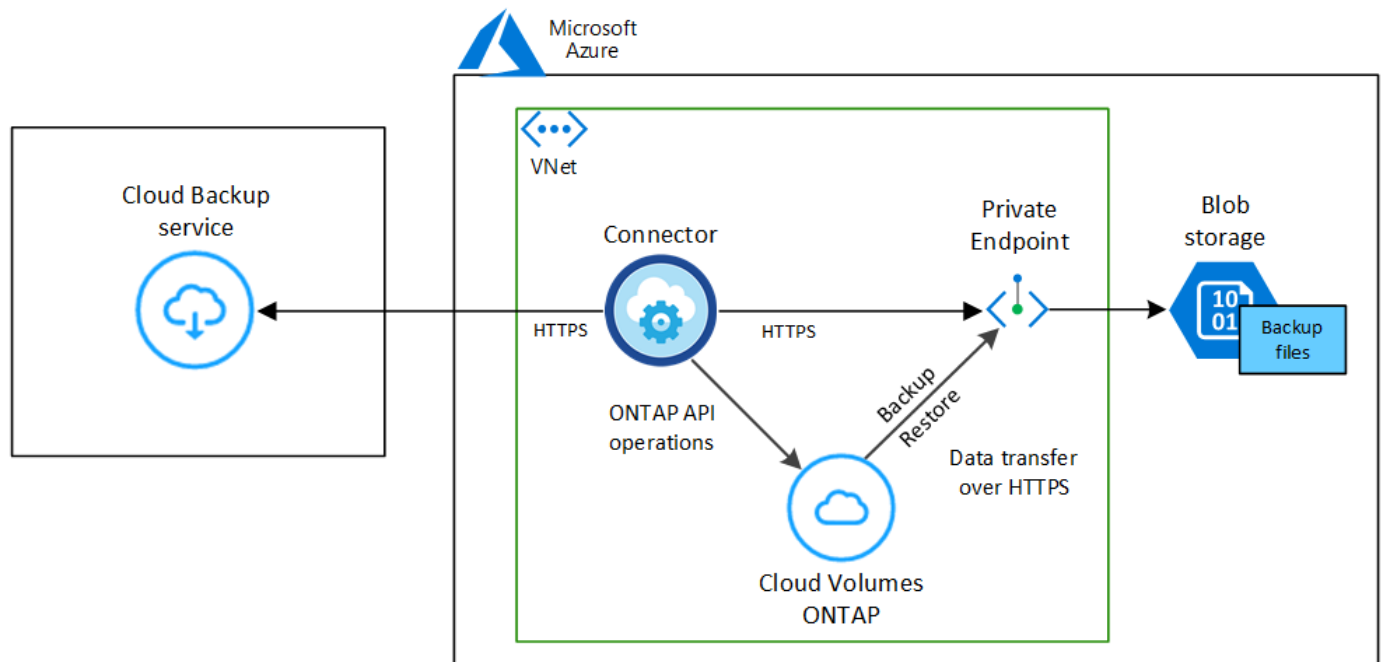 Microsoft
Azure
VNet
Cloud Backup
service
Connector
Private
Endpoint
Blob
storage
HTTPS
HTTPS
10
01
Backup
files
ONTAP API
operations
Backup
Restore
Data transfer
over HTTPS
Cloud Volumes
ONTAP